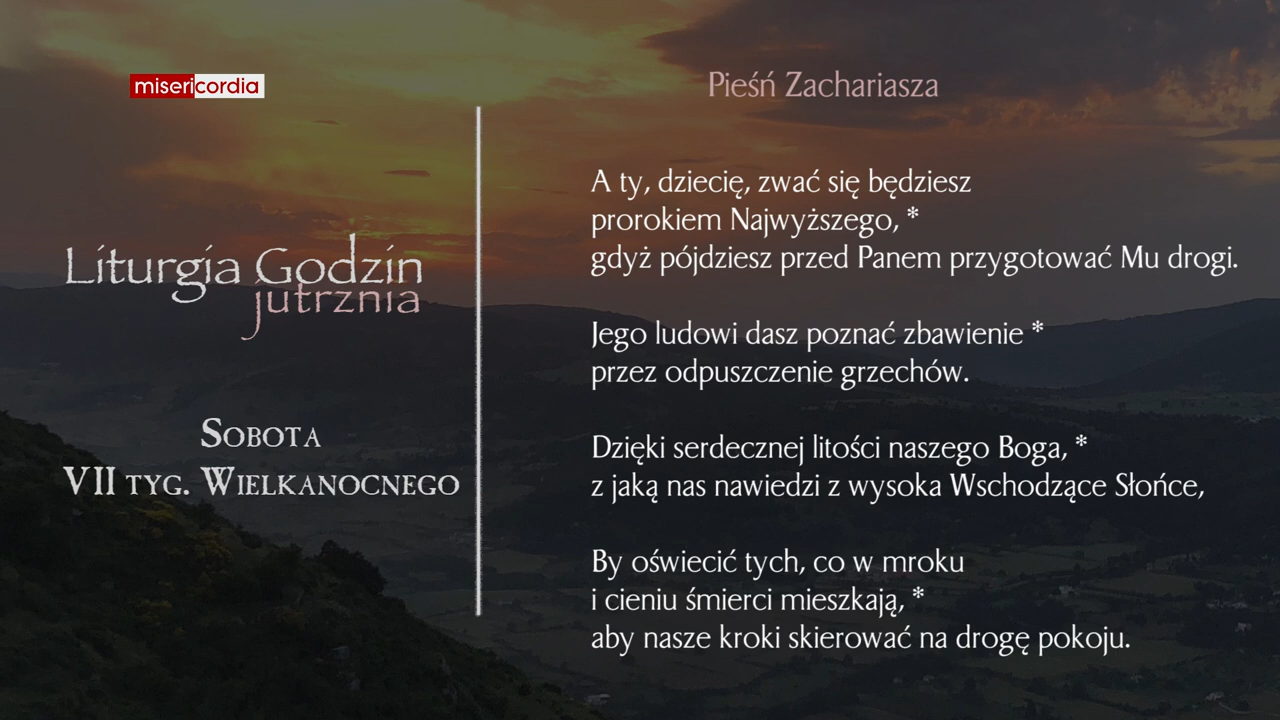 misericordia
Liturgia Godzin
jutrznia
Sobota
VII tyg. Wielkanocnego
Pieśń Zachariasza
A ty, dziecię, zwać się będziesz
prorokiem Najwyższego, *
gdyż pójdziesz przed Panem przygotować Mu drogi.
Jego ludowi dasz poznać zbawienie *
przez odpuszczenie grzechów.
Dzięki serdecznej litości naszego Boga, *
z jaką nas nawiedzi z wysoka Wschodzące Słońce,
By oświecić tych, co w mroku
i cieniu śmierci mieszkają, *
aby nasze kroki skierować na drogę pokoju.